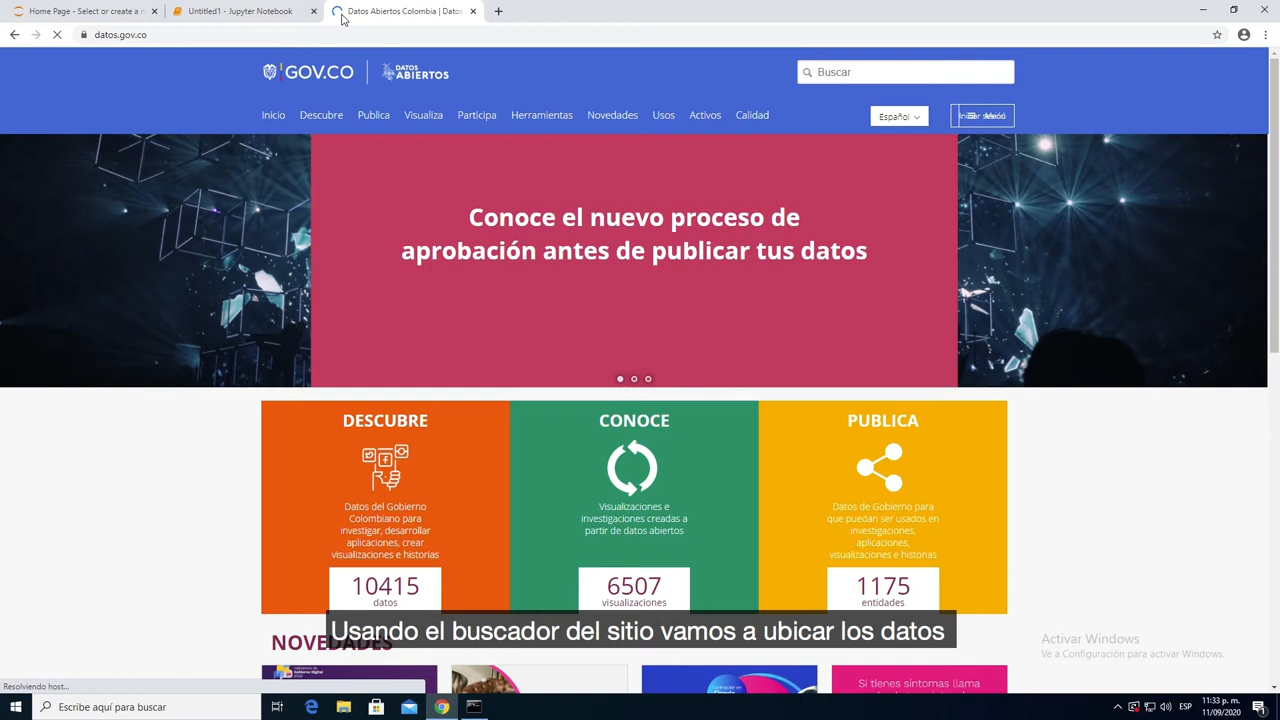 Home Page - Select or create a n
Untitled1 - Jupyter Notebook
Datos Abiertos Colombia | Datos
datos.gov.co
GOV.CO
DATOS
ABIERTOS
Buscar
Inicio Descubre Publica Visualiza Participa Herramientas Novedades Usos Activos Calidad
Español
Iniciar sesión
Menú
Conoce el nuevo proceso de
aprobación antes de publicar tus datos
DESCUBRE
Datos del Gobierno
Colombiano para
investigar, desarrollar
aplicaciones, crear
visualizaciones e historias
10415
datos
CONOCE
Visualizaciones e
investigaciones creadas a
partir de datos abiertos
6507
visualizaciones
PUBLICA
Datos de Gobierno para
que puedan ser usados en
investigaciones,
aplicaciones,
visualizaciones e historias
1175
entidades
Usando el buscador del sitio vamos a ubicar los datos
NOVEDADES
Activar Windows
Ve a Configuración para activar Windows.
Si tienes síntomas llama
Resolviendo host...
Escribe aquí para buscar
ESP
11:33 p. m.
11/09/2020